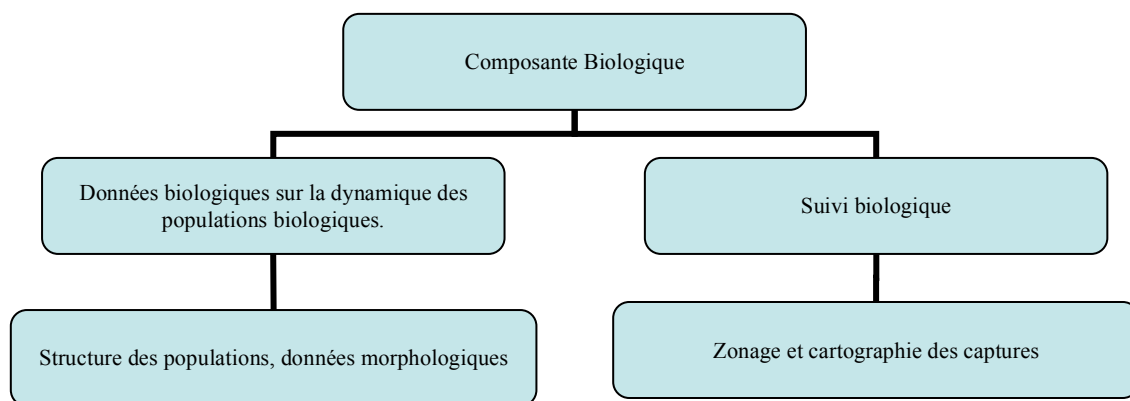 Composante Biologique
Données biologiques sur la dynamique des
populations biologiques.
Suivi biologique
Structure des populations, données morphologiques
Zonage et cartographie des captures